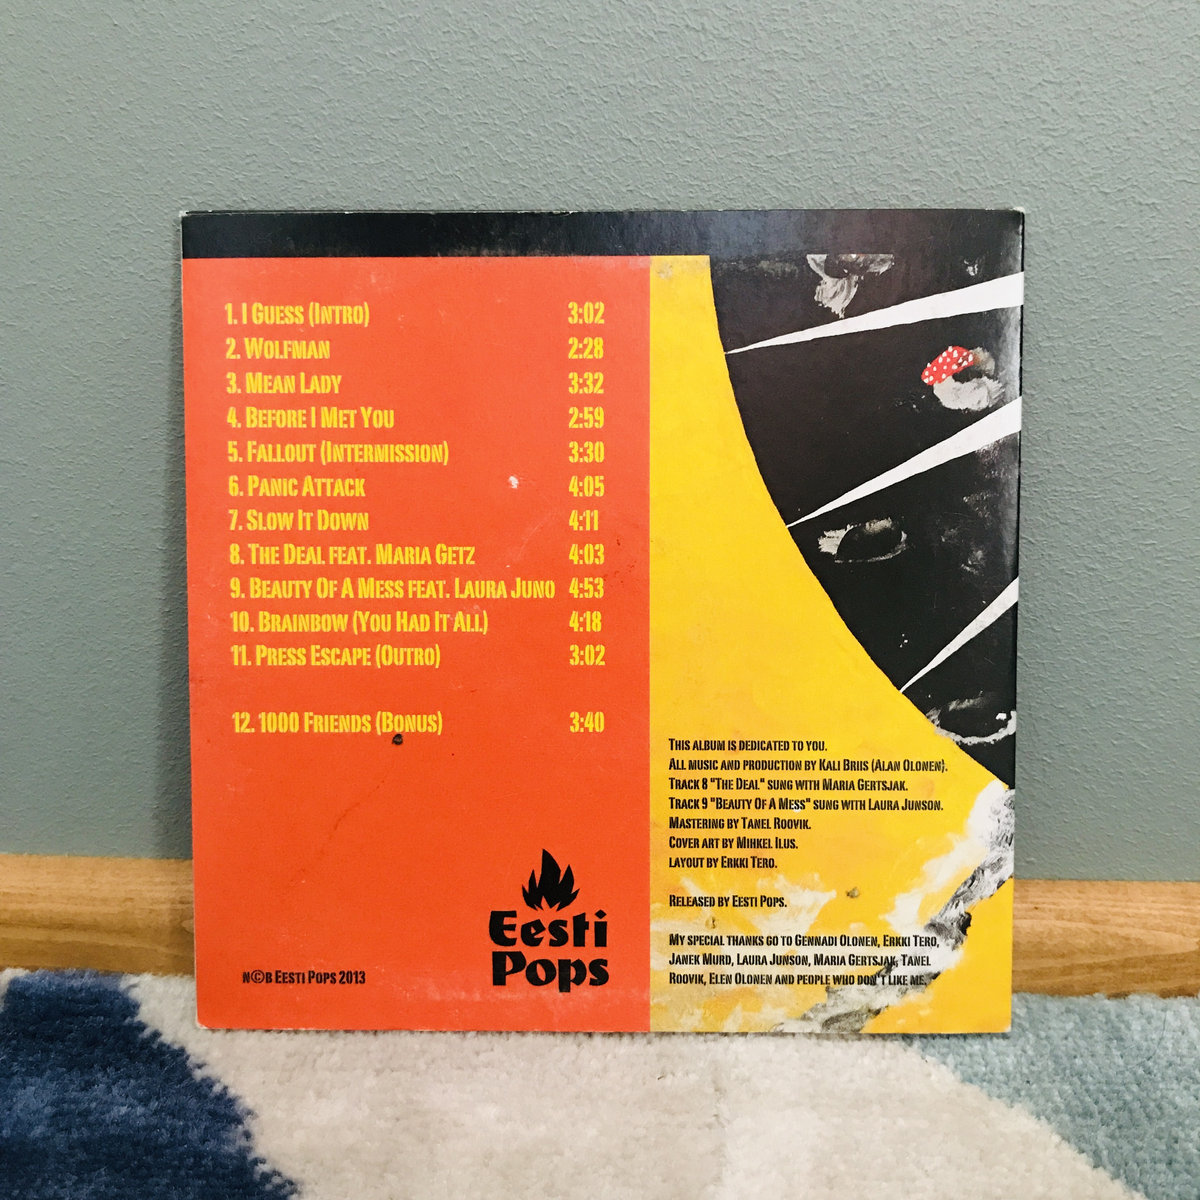 1. I Guess (Intro) 3:02
2. Wolfman 2:28
3. Mean Lady 3:32
4. Before I Met You 2:59
5. Fallout (Intermission) 3:30
6. Panic Attack 4:05
7. Slow It Down 4:11
8. The Deal feat. Maria Getz 4:03
9. Beauty Of A Mess feat. Laura Juno 4:53
10. Brainbow (You Had It All) 4:18
11. Press Escape (Outro) 3:02
12. 1000 Friends (Bonus) 3:40
Eesti
Pops
N©B Eesti Pops 2013
This album is dedicated to you.
All music and production by Kali Briis (Alan Olonen).
Track 8 "The Deal" sung with Maria Gertsjak.
Track 9 "Beauty Of A Mess" sung with Laura Junson.
Mastering by Tanel Roovik.
Cover art by Mihkel Ilus.
Layout by Erkki Tero.
Released by Eesti Pops.
My special thanks go to Gennadi Olonen, Erkki Tero,
Janek Murd, Laura Junson, Maria Gertsjak, Tanel
Roovik, Elen Olonen and people who don't like me.